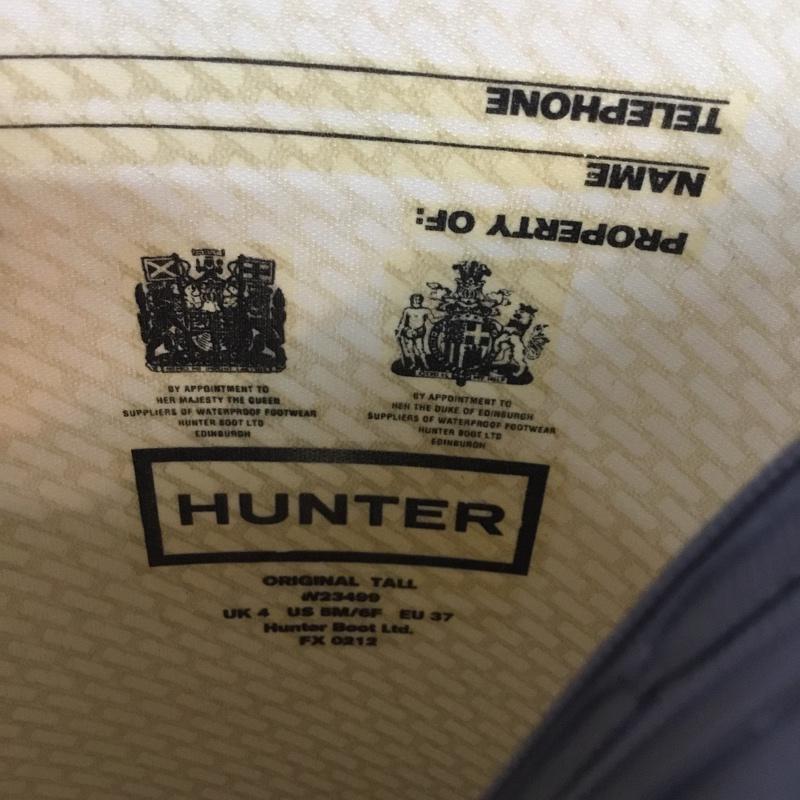 TELEPHONE
NAME
PROPERTY OF:
BY APPOINTMENT TO
HER MAJESTY THE QUEEN
SUPPLIERS OF WATERPROOF FOOTWEAR
HUNTER BOOT LTD
EDINBURGH
BY APPOINTMENT TO
HRH THE DUKE OF EDINBURGH
SUPPLIERS OF WATERPROOF FOOTWEAR
HUNTER BOOT LTD
EDINBURGH
HUNTER
ORIGINAL TALL
W23499
UK 4 US 5M/6F EU 37
Hunter Boot Ltd.
FX 0212